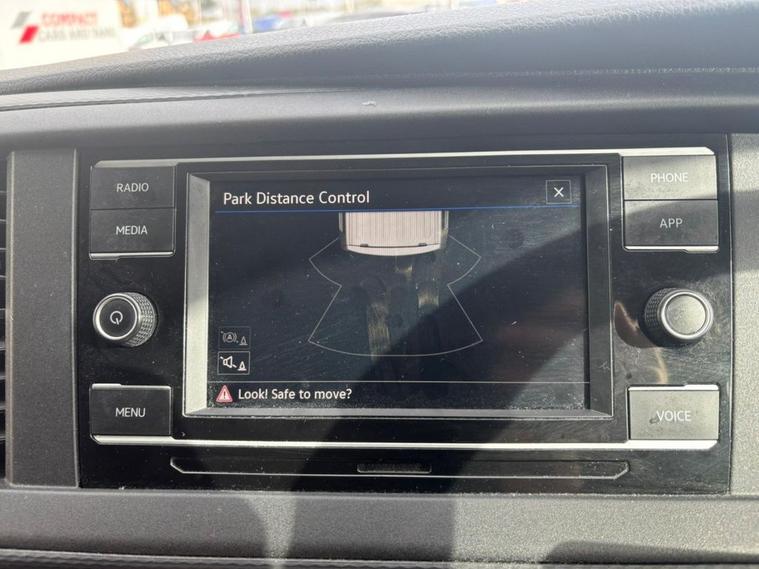 COMPACT
CARS AND VANS
RADIO
MEDIA
MENU
Park Distance Control
Look! Safe to move?
PHONE
APP
VOICE